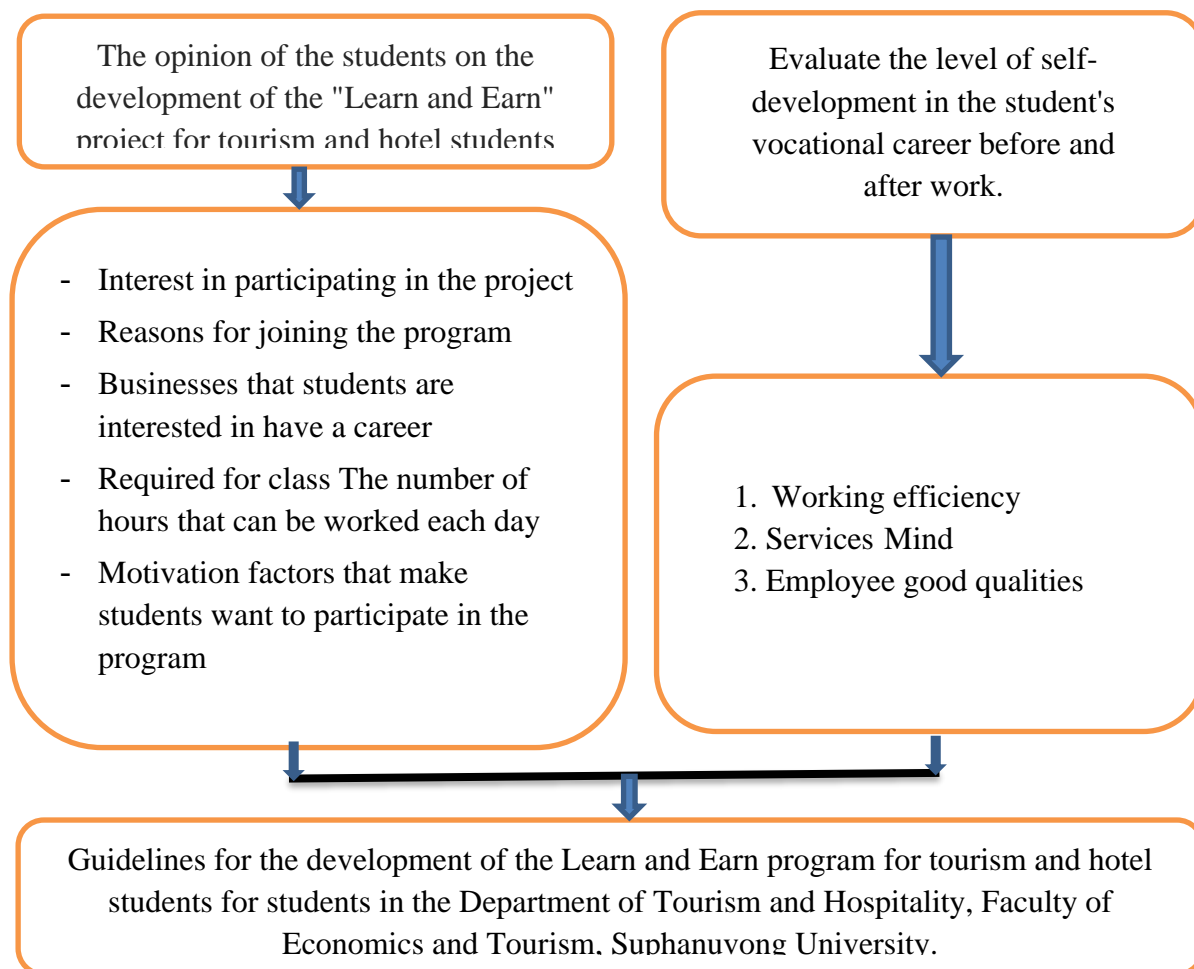 The opinion of the students on the
development of the "Learn and Earn"
project for tourism and hotel students
Evaluate the level of self-
development in the student's
vocational career before and
after work.
- Interest in participating in the project
- Reasons for joining the program
- Businesses that students are
interested in have a career
- Required for class The number of
hours that can be worked each day
- Motivation factors that make
students want to participate in the
program
1. Working efficiency
2. Services Mind
3. Employee good qualities
Guidelines for the development of the Learn and Earn program for tourism and hotel
students for students in the Department of Tourism and Hospitality, Faculty of
Economics and Tourism, Suphanuvong University.